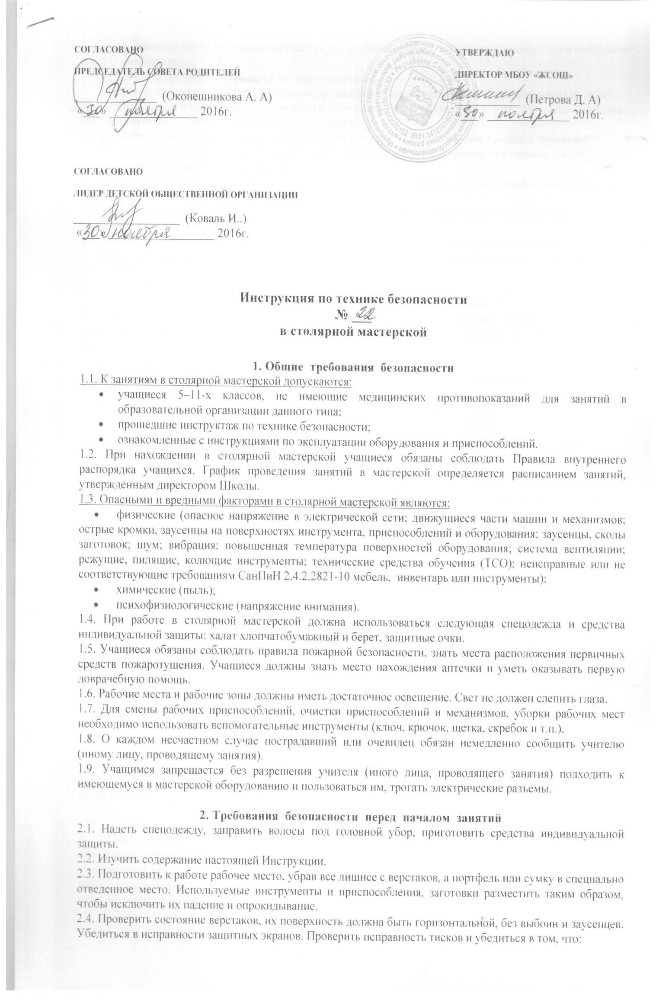 СОГЛАСОВАНО
ПРЕДСЕДАТЕЛЬ СОВЕТА РОДИТЕЛЕЙ
(Оконешникова А. А)
«30» ноября 2016г.
УТВЕРЖДАЮ
ДИРЕКТОР МБОУ «ЖСОШ»
(Петрова Д. А)
«30» ноября 2016г.
СОГЛАСОВАНО
ЛИДЕР ДЕТСКОЙ ОБЩЕСТВЕННОЙ ОРГАНИЗАЦИИ
(Коваль И..)
«30» ноября 2016г.
Инструкция по технике безопасности
№ 22
в столярной мастерской
1. Общие требования безопасности
1.1. К занятиям в столярной мастерской допускаются:
• учащиеся 5–11-х классов, не имеющие медицинских противопоказаний для занятий в
образовательной организации данного типа;
• прошедшие инструктаж по технике безопасности;
• ознакомленные с инструкциями по эксплуатации оборудования и приспособлений.
1.2. При нахождении в столярной мастерской учащиеся обязаны соблюдать Правила внутреннего
распорядка учащихся. График проведения занятий в мастерской определяется расписанием занятий,
утвержденным директором Школы.
1.3. Опасными и вредными факторами в столярной мастерской являются:
• физические (опасное напряжение в электрической сети; движущиеся части машин и механизмов;
острые кромки, заусенцы на поверхностях инструмента, приспособлений и оборудования; заусенцы, сколы
заготовок; шум; вибрация; повышенная температура поверхностей оборудования; система вентиляции;
режущие, пилящие, колющие инструменты; технические средства обучения (ТСО); неисправные или не
соответствующие требованиям СанПиН 2.4.2.2821-10 мебель, инвентарь или инструменты);
• химические (пыль);
• психофизиологические (напряжение внимания).
1.4. При работе в столярной мастерской должна использоваться следующая спецодежда и средства
индивидуальной защиты: халат хлопчатобумажный и берет, защитные очки.
1.5. Учащиеся обязаны соблюдать правила пожарной безопасности, знать места расположения первичных
средств пожаротушения. Учащиеся должны знать место нахождения аптечки и уметь оказывать первую
доврачебную помощь.
1.6. Рабочие места и рабочие зоны должны иметь достаточное освещение. Свет не должен слепить глаза.
1.7. Для смены рабочих приспособлений, очистки приспособлений и механизмов, уборки рабочих мест
необходимо использовать вспомогательные инструменты (ключ, крючок, щетка, скребок и т.п.).
1.8. О каждом несчастном случае пострадавший или очевидец обязан немедленно сообщить учителю
(иному лицу, проводящему занятия).
1.9. Учащимся запрещается без разрешения учителя (иного лица, проводящего занятия) подходить к
имеющемуся в мастерской оборудованию и пользоваться им, трогать электрические разъемы.
2. Требования безопасности перед началом занятий
2.1. Надеть спецодежду, заправить волосы под головной убор, приготовить средства индивидуальной
защиты.
2.2. Изучить содержание настоящей Инструкции.
2.3. Подготовить к работе рабочее место, убрав все лишнее с верстаков, а портфель или сумку в специально
отведенное место. Используемые инструменты и приспособления, заготовки разместить таким образом,
чтобы исключить их падение и опрокидывание.
2.4. Проверить состояние верстаков, их поверхность должна быть горизонтальной, без выбоин и заусенцев.
Убедиться в исправности защитных экранов. Проверить исправность тисков и убедиться в том, что: